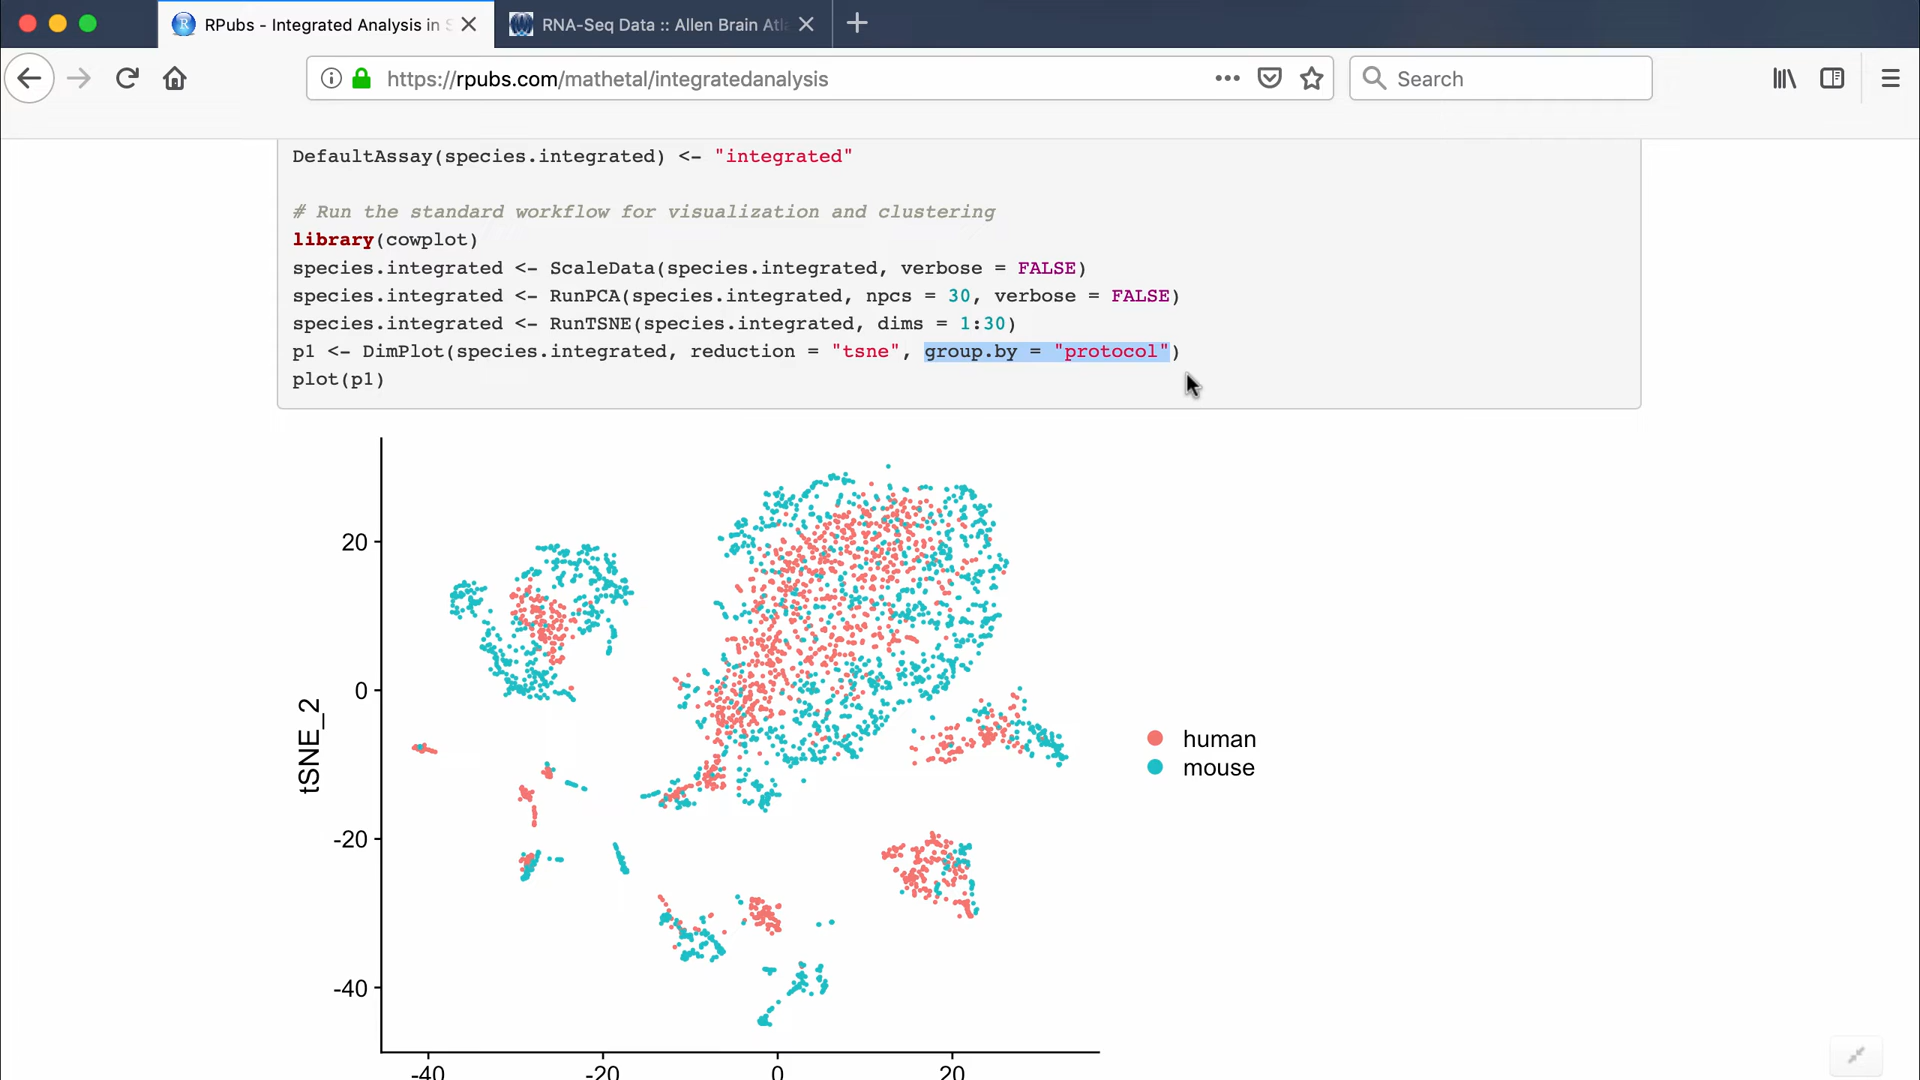 RPubs - Integrated Analysis in S
RNA-Seq Data :: Allen Brain Atla
https://rpubs.com/mathetal/integratedanalysis
Search
DefaultAssay(species.integrated) <- "integrated"
# Run the standard workflow for visualization and clustering
library(cowplot)
species.integrated <- ScaleData(species.integrated, verbose = FALSE)
species.integrated <- RunPCA(species.integrated, npcs = 30, verbose = FALSE)
species.integrated <- RunTSNE(species.integrated, dims = 1:30)
p1 <- DimPlot(species.integrated, reduction = "tsne", group.by = "protocol")
plot(p1)
20
0
-20
-40
tSNE_2
human
mouse
-40 -20 0 20